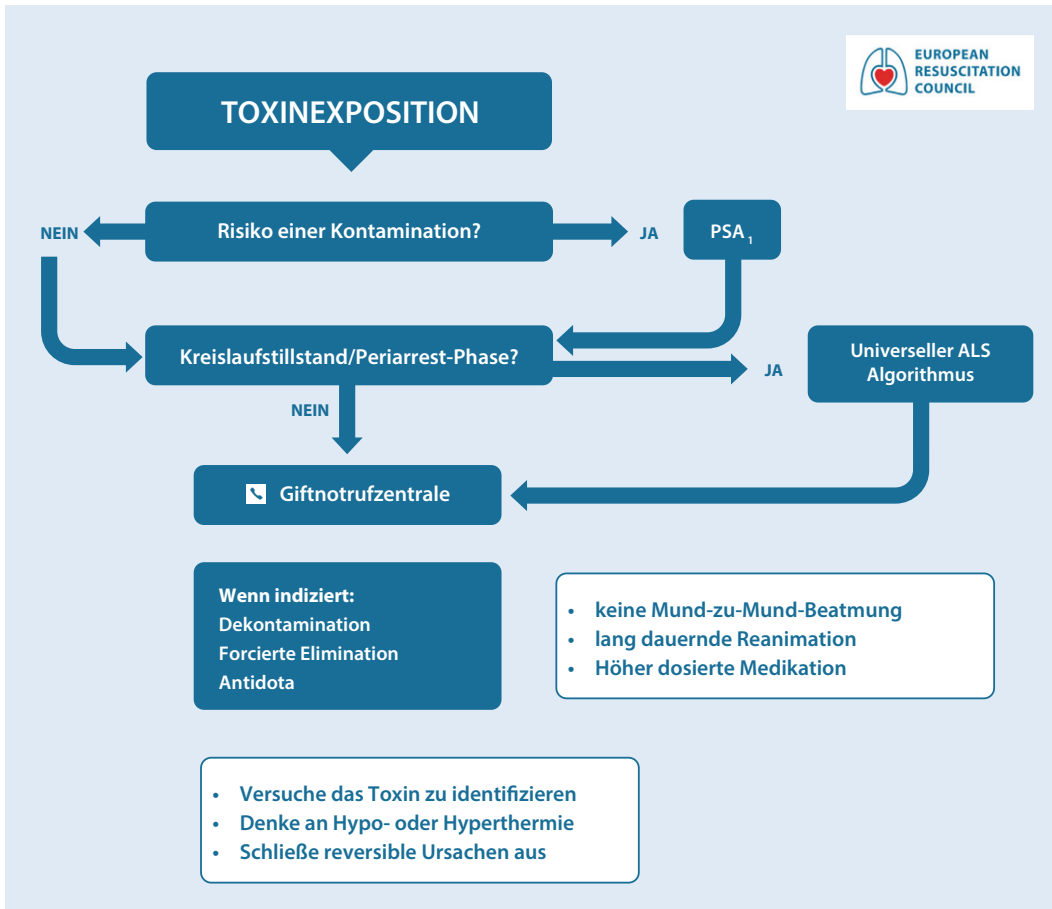 EUROPEAN
RESUSCITATION
COUNCIL
TOXINEXPOSITION
NEIN
Risiko einer Kontamination?
JA
PSA 1
Kreislaufstillstand/Periarrest-Phase?
JA
Universeller ALS
Algorithmus
NEIN
Giftnotrufzentrale
Wenn indiziert:
Dekontamination
Forcierte Elimination
Antidota
• keine Mund-zu-Mund-Beatmung
• lang dauernde Reanimation
• Höher dosierte Medikation
• Versuche das Toxin zu identifizieren
• Denke an Hypo- oder Hyperthermie
• Schließe reversible Ursachen aus